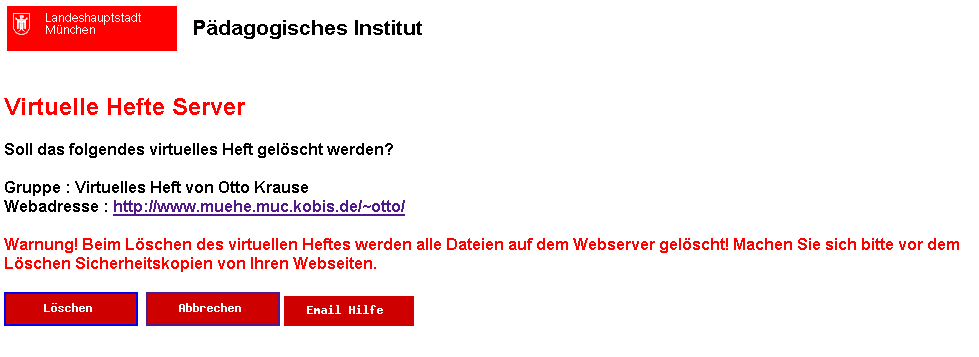 Landeshauptstadt
München
Pädagogisches Institut
Virtuelle Hefte Server
Soll das folgendes virtuelles Heft gelöscht werden?
Gruppe : Virtuelles Heft von Otto Krause
Webadresse : http://www.muehe.muc.kobis.de/~otto/
Warnung! Beim Löschen des virtuellen Heftes werden alle Dateien auf dem Webserver gelöscht! Machen Sie sich bitte vor dem
Löschen Sicherheitskopien von Ihren Webseiten.
Löschen Abbrechen Email Hilfe